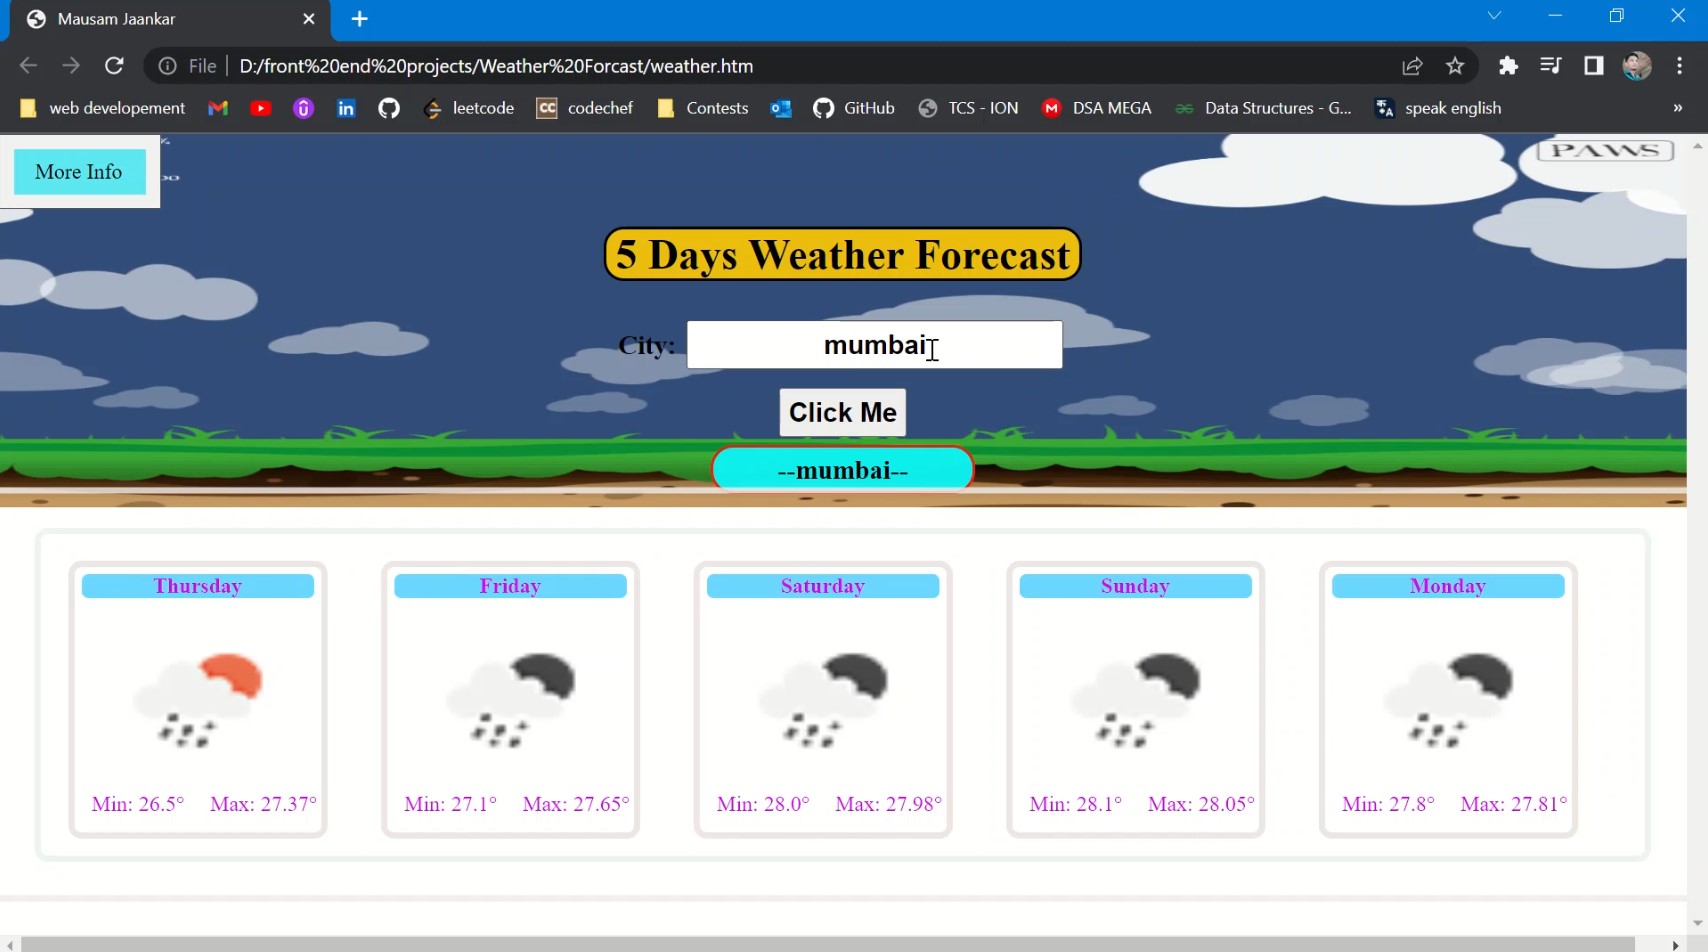 Mausam Jaankar
File D:/front%20end%20projects/Weather%20Forcast/weather.htm
web developement leetcode CC codechef Contests GitHub TCS - ION M DSA MEGA Data Structures - G... speak english »
More Info
PAWS
5 Days Weather Forecast
City: mumbai
Click Me
--mumbai--
Thursday Friday Saturday Sunday Monday
Min: 26.5° Max: 27.37° Min: 27.1° Max: 27.65° Min: 28.0° Max: 27.98° Min: 28.1° Max: 28.05° Min: 27.8° Max: 27.81°